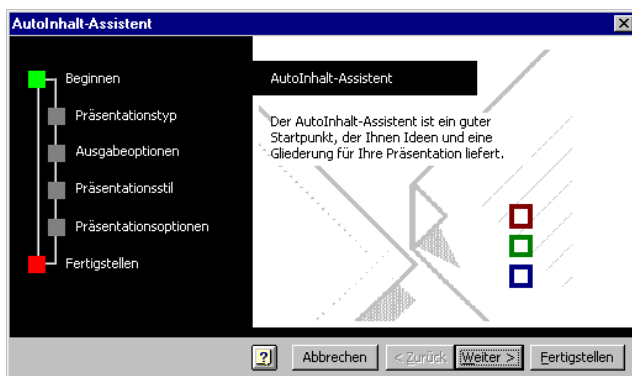 AutoInhalt-Assistent
Beginnen
Präsentationstyp
Ausgabeoptionen
Präsentationsstil
Präsentationsoptionen
Fertigstellen
AutoInhalt-Assistent
Der AutoInhalt-Assistent ist ein guter
Startpunkt, der Ihnen Ideen und eine
Gliederung für Ihre Präsentation liefert.
? Abbrechen < Zurück Weiter > Fertigstellen